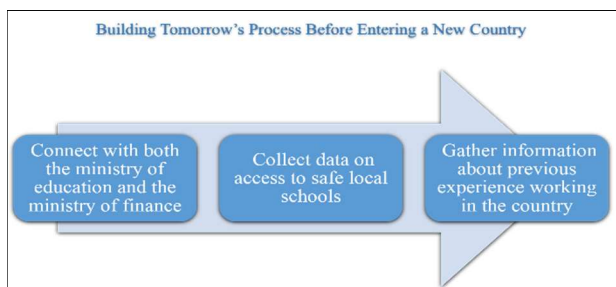 Building Tomorrow's Process Before Entering a New Country
Connect with both
the ministry of
education and the
ministry of finance
Collect data on
access to safe local
schools
Gather information
about previous
experience working
in the country